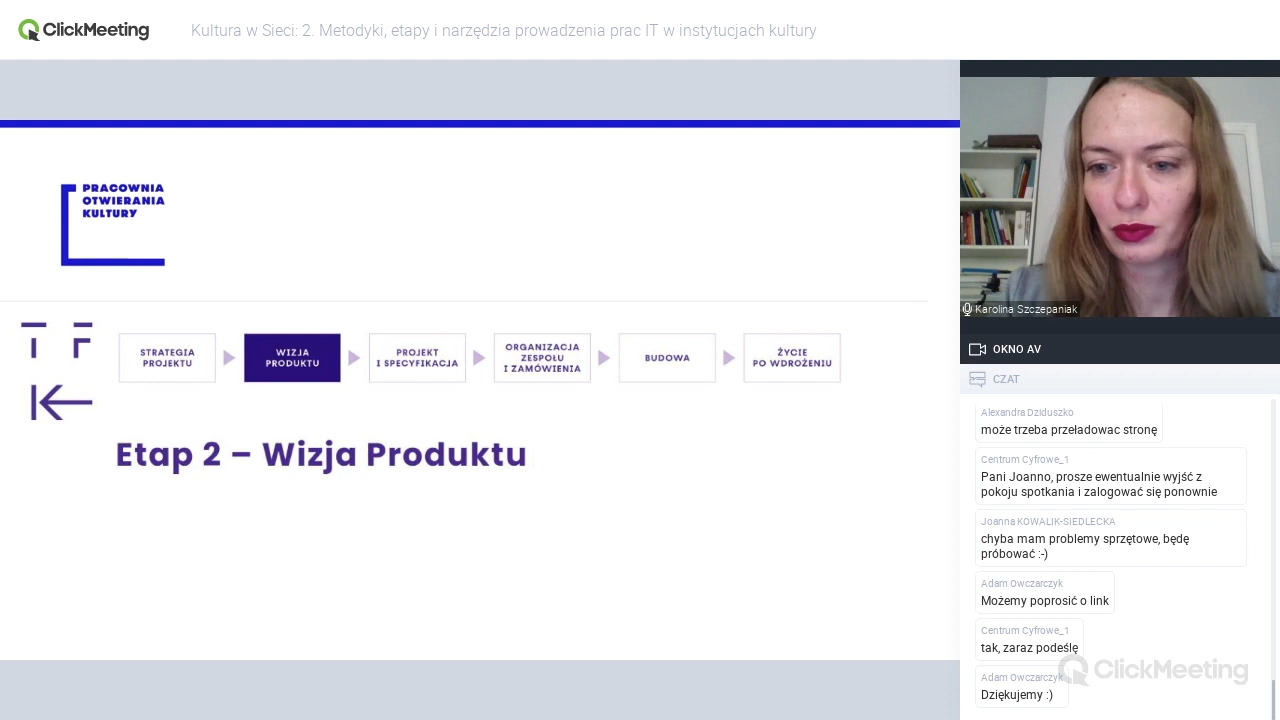 ClickMeeting
Kultura w Sieci: 2. Metodyki, etapy i narzędzia prowadzenia prac IT w instytucjach kultury
PRACOWNIA
OTWIERANIA
KULTURY
STRATEGIA
PROJEKTU
WIZJA
PRODUKTU
PROJEKT
I SPECYFIKACJA
ORGANIZACJA
ZESPOŁU
I ZAMÓWIENIA
BUDOWA
ŻYCIE
PO WDROŻENIU
Etap 2 – Wizja Produktu
Karolina Szczepaniak
OKNO AV
CZAT
Alexandra Dziduszko
może trzeba przeładowac stronę
Centrum Cyfrowe_1
Pani Joanno, prosze ewentualnie wyjść z
pokoju spotkania i zalogować się ponownie
Joanna KOWALIK-SIEDLECKA
chyba mam problemy sprzętowe, będę
próbować :-)
Adam Owczarczyk
Możemy poprosić o link
Centrum Cyfrowe_1
tak, zaraz podeślę
Adam Owczarczyk
Dziękujemy :)
ClickMeeting